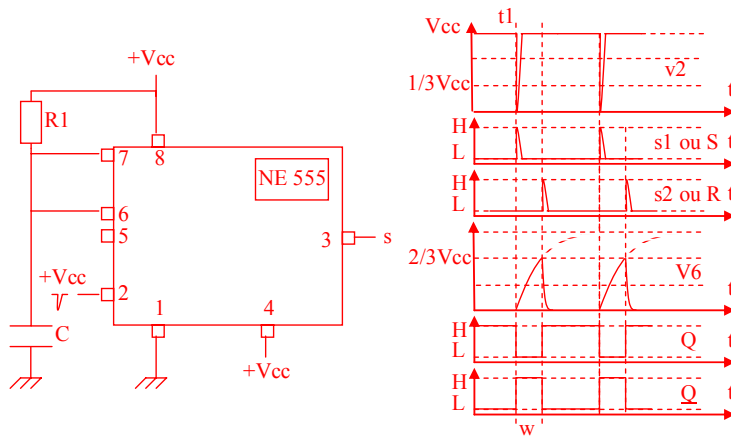 +Vcc
R1
7
8
NE 555
6
5
3
s
+Vcc
2
1
4
C
+Vcc
t1
Vcc
1/3Vcc
v2
t
H
L
s1 ou S
t
H
L
s2 ou R
t
2/3Vcc
V6
t
H
L
Q
t
H
L
Q
t
w